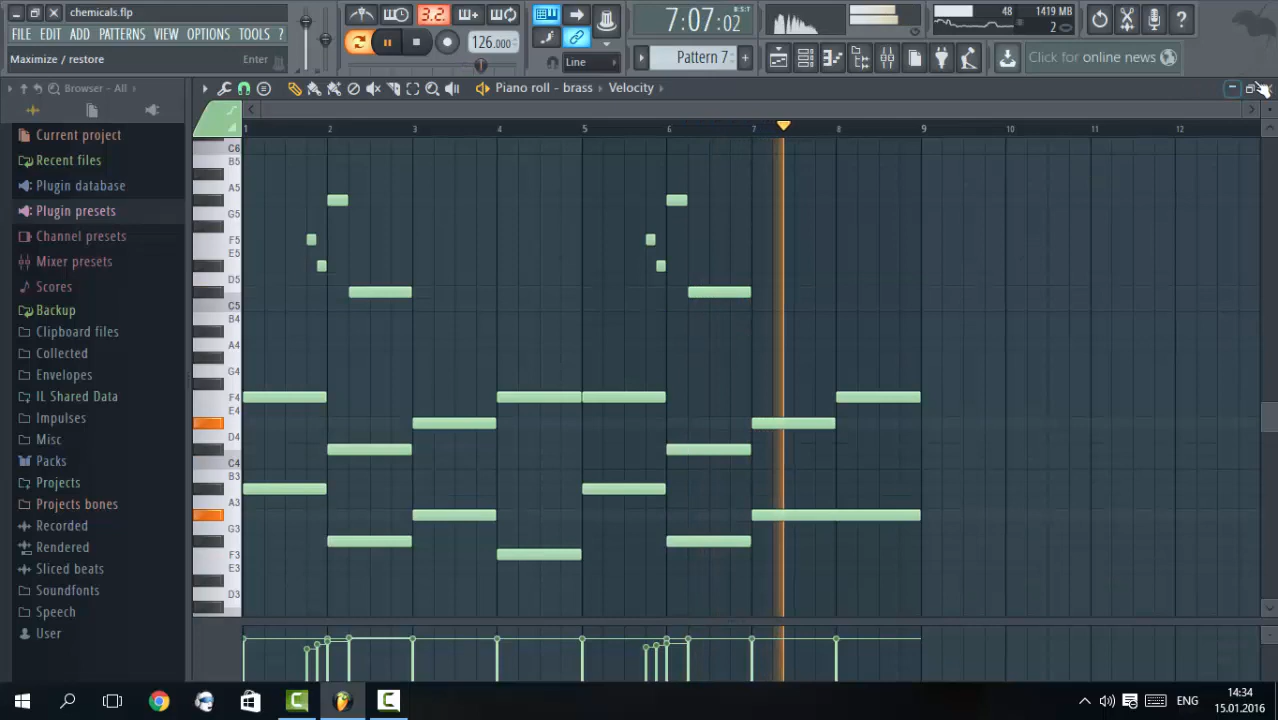 chemicals.flp
FILE EDIT ADD PATTERNS VIEW OPTIONS TOOLS ?
Maximize / restore Enter
3.2.
126.000
7:07:02
Line
Pattern 7
48 1419 MB
2
Click for online news
Browser - All
Piano roll - brass Velocity
Current project
Recent files
Plugin database
Plugin presets
Channel presets
Mixer presets
Scores
Backup
Clipboard files
Collected
Envelopes
IL Shared Data
Impulses
Misc
Packs
Projects
Projects bones
Recorded
Rendered
Sliced beats
Soundfonts
Speech
User
1 2 3 4 5 6 7 8 9 10 11 12
C6
B5
A5
G5
F5
E5
D5
C5
B4
A4
G4
F4
E4
D4
C4
B3
A3
G3
F3
E3
D3
ENG
14:34
15.01.2016